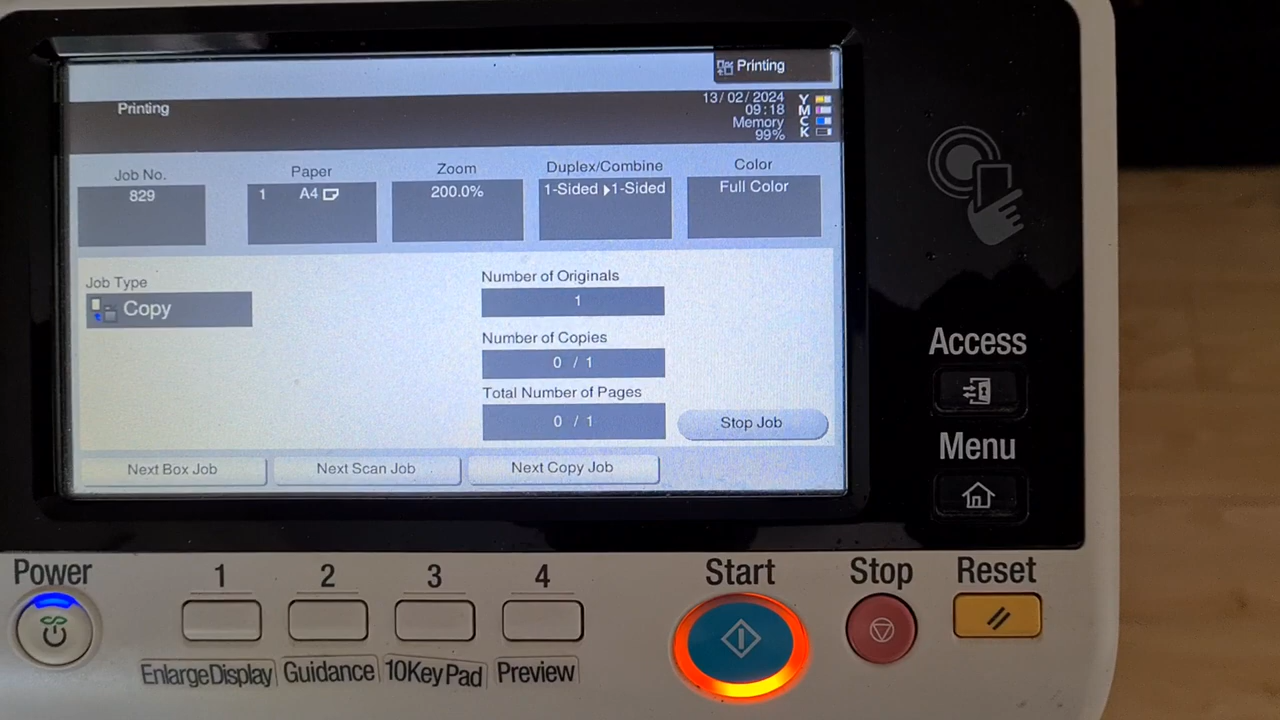 Printing
Printing
13/02/2024
09:18
Memory
99%
Y
M
C
K
Job No.
829
Paper
1 A4
Zoom
200.0%
Duplex/Combine
1-Sided ▶1-Sided
Color
Full Color
Job Type
Copy
Number of Originals
1
Number of Copies
0 / 1
Total Number of Pages
0 / 1
Stop Job
Next Box Job
Next Scan Job
Next Copy Job
Access
Menu
Power
1
2
3
4
Start
Stop
Reset
EnlargeDisplay
Guidance
10KeyPad
Preview